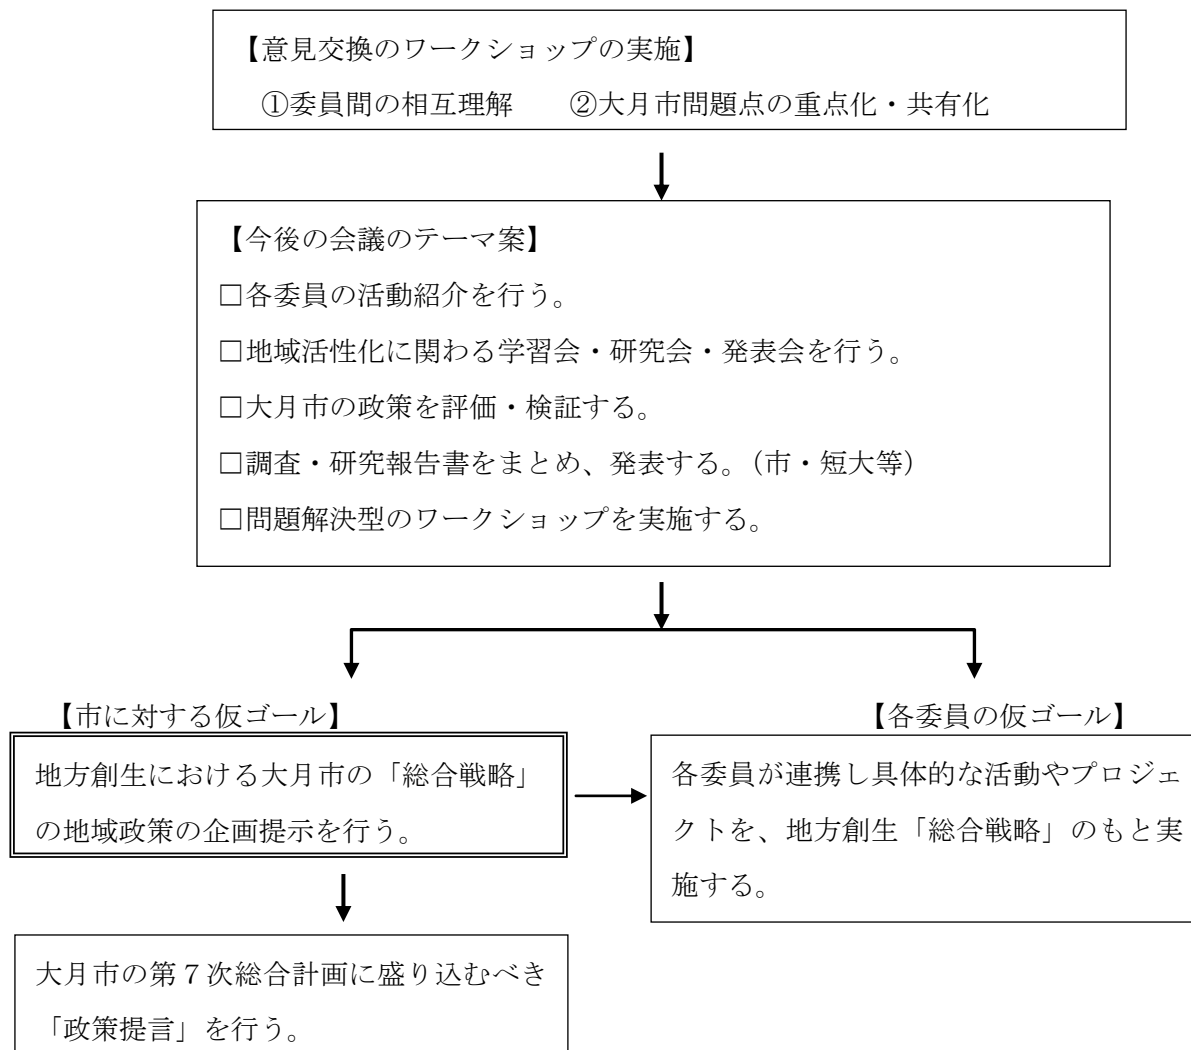 【意見交換のワークショップの実施】
①委員間の相互理解　　②大月市問題点の重点化・共有化
【今後の会議のテーマ案】
□各委員の活動紹介を行う。
□地域活性化に関わる学習会・研究会・発表会を行う。
□大月市の政策を評価・検証する。
□調査・研究報告書をまとめ、発表する。（市・短大等）
□問題解決型のワークショップを実施する。
【市に対する仮ゴール】
地方創生における大月市の「総合戦略」
の地域政策の企画提示を行う。
【各委員の仮ゴール】
各委員が連携し具体的な活動やプロジェ
クトを、地方創生「総合戦略」のもと実
施する。
大月市の第７次総合計画に盛り込むべき
「政策提言」を行う。